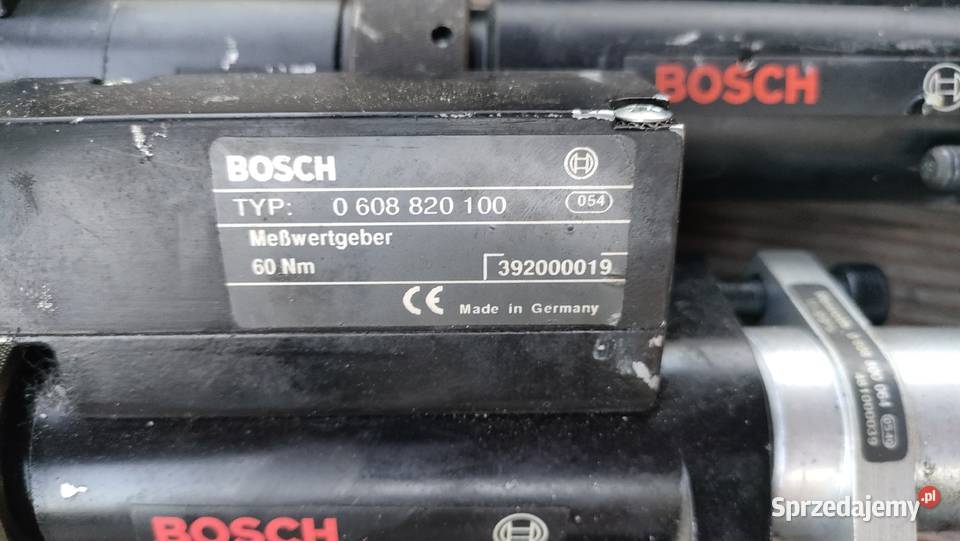 BOSCH
BOSCH
TYP: 0 608 820 100 054
Meßwertgeber
60 Nm 392000019
CE Made in Germany
BOSCH
Sprzedajemy.pl